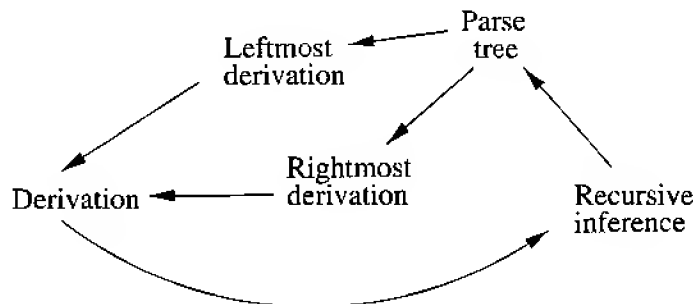 Parse
tree
Leftmost
derivation
Rightmost
derivation
Derivation
Recursive
inference